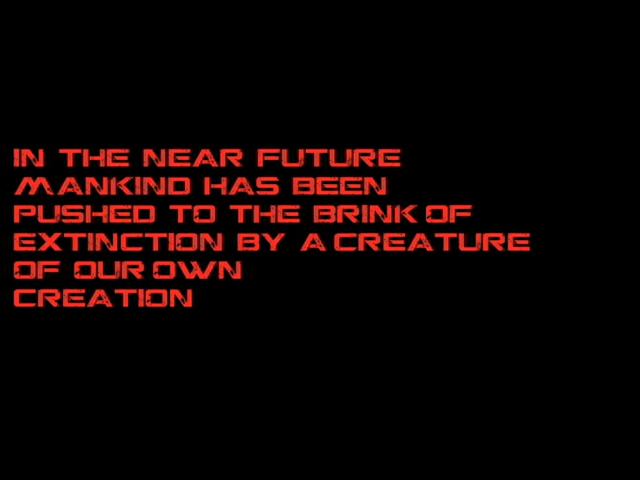 IN THE NEAR FUTURE
MANKIND HAS BEEN
PUSHED TO THE BRINK OF
EXTINCTION BY A CREATURE
OF OUR OWN
CREATION